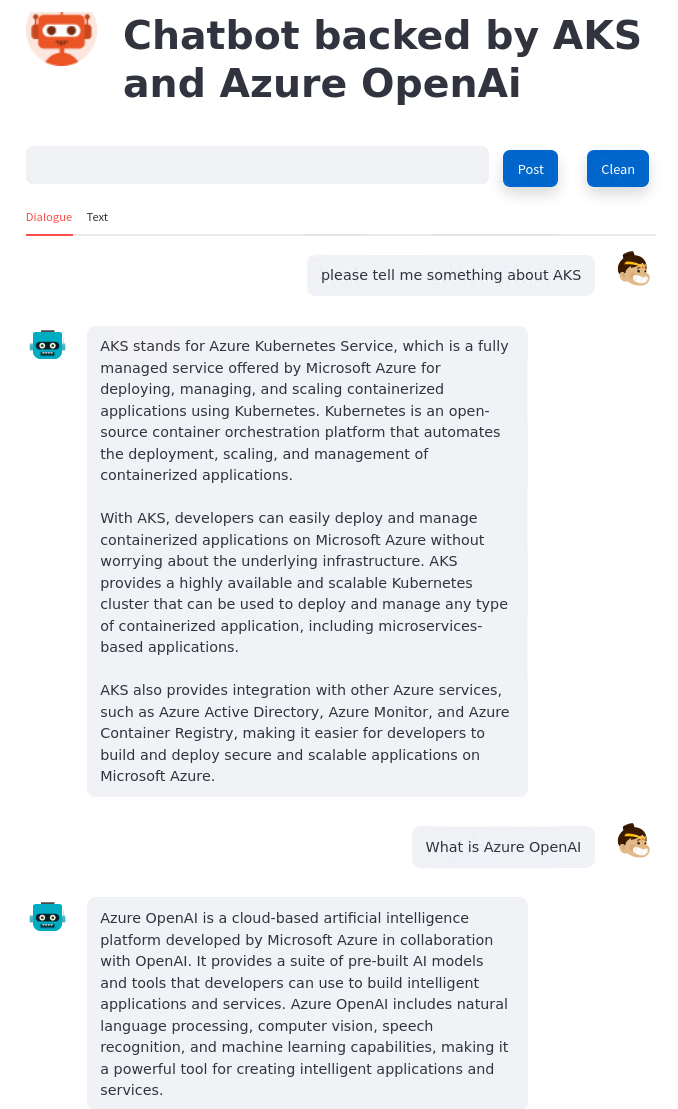 Chatbot backed by AKS
and Azure OpenAi
Post
Clean
Dialogue
Text
please tell me something about AKS
AKS stands for Azure Kubernetes Service, which is a fully
managed service offered by Microsoft Azure for
deploying, managing, and scaling containerized
applications using Kubernetes. Kubernetes is an open-
source container orchestration platform that automates
the deployment, scaling, and management of
containerized applications.
With AKS, developers can easily deploy and manage
containerized applications on Microsoft Azure without
worrying about the underlying infrastructure. AKS
provides a highly available and scalable Kubernetes
cluster that can be used to deploy and manage any type
of containerized application, including microservices-
based applications.
AKS also provides integration with other Azure services,
such as Azure Active Directory, Azure Monitor, and Azure
Container Registry, making it easier for developers to
build and deploy secure and scalable applications on
Microsoft Azure.
What is Azure OpenAI
Azure OpenAI is a cloud-based artificial intelligence
platform developed by Microsoft Azure in collaboration
with OpenAI. It provides a suite of pre-built AI models
and tools that developers can use to build intelligent
applications and services. Azure OpenAI includes natural
language processing, computer vision, speech
recognition, and machine learning capabilities, making it
a powerful tool for creating intelligent applications and
services.